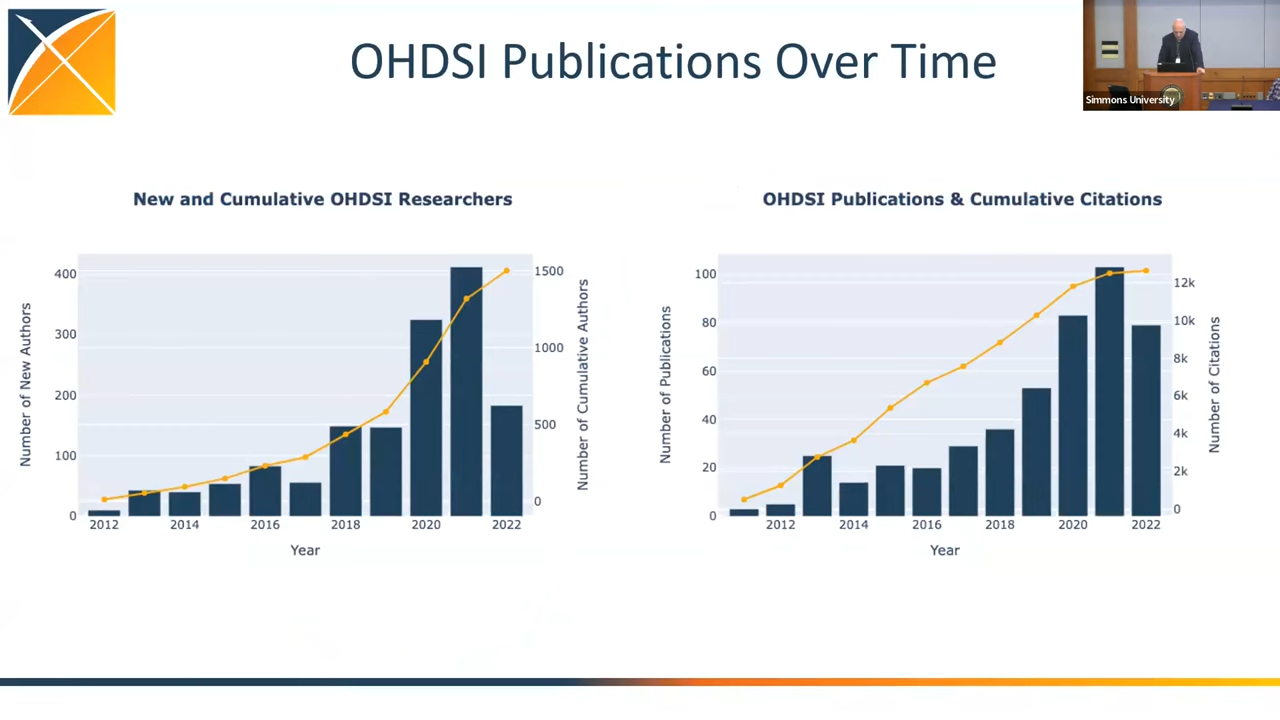 OHDSI Publications Over Time
Simmons University
New and Cumulative OHDSI Researchers
400
300
200
100
0
Number of New Authors
1500
1000
500
0
Number of Cumulative Authors
2012
2014
2016
2018
2020
2022
Year
OHDSI Publications & Cumulative Citations
100
80
60
40
20
0
Number of Publications
12k
10k
8k
6k
4k
2k
0
Number of Citations
2012
2014
2016
2018
2020
2022
Year